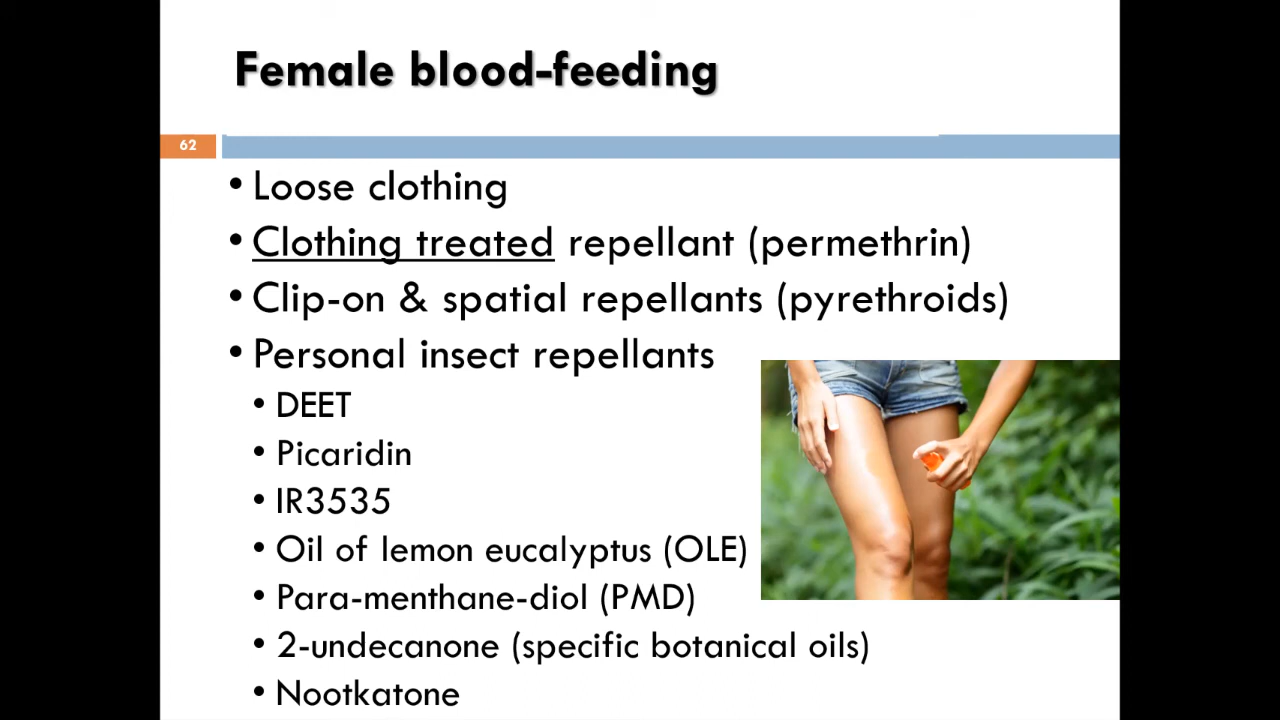 Female blood-feeding
62
• Loose clothing
• Clothing treated repellant (permethrin)
• Clip-on & spatial repellants (pyrethroids)
• Personal insect repellants
• DEET
• Picaridin
• IR3535
• Oil of lemon eucalyptus (OLE)
• Para-menthane-diol (PMD)
• 2-undecanone (specific botanical oils)
• Nootkatone